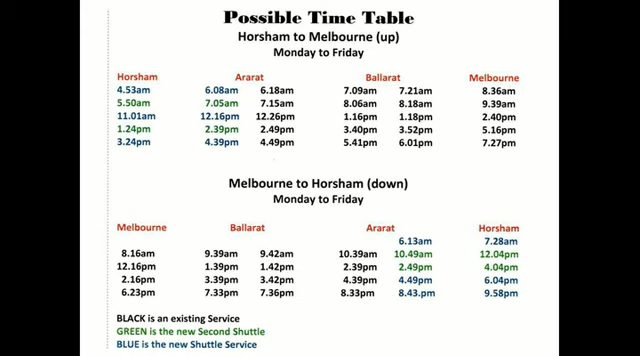 Possible Time Table
Horsham to Melbourne (up)
Monday to Friday
Horsham Ararat Ballarat Melbourne
4.53am 6.08am 6.18am 7.09am 7.21am 8.36am
5.50am 7.05am 7.15am 8.06am 8.18am 9.39am
11.01am 12.16pm 12.26pm 1.16pm 1.18pm 2.40pm
1.24pm 2.39pm 2.49pm 3.40pm 3.52pm 5.16pm
3.24pm 4.39pm 4.49pm 5.41pm 6.01pm 7.27pm
Melbourne to Horsham (down)
Monday to Friday
Melbourne Ballarat Ararat Horsham
6.13am 7.28am
8.16am 9.39am 9.42am 10.39am 10.49am 12.04pm
12.16pm 1.39pm 1.42pm 2.39pm 2.49pm 4.04pm
2.16pm 3.39pm 3.42pm 4.39pm 4.49pm 6.04pm
6.23pm 7.33pm 7.36pm 8.33pm 8.43.pm 9.58pm
BLACK is an existing Service
GREEN is the new Second Shuttle
BLUE is the new Shuttle Service